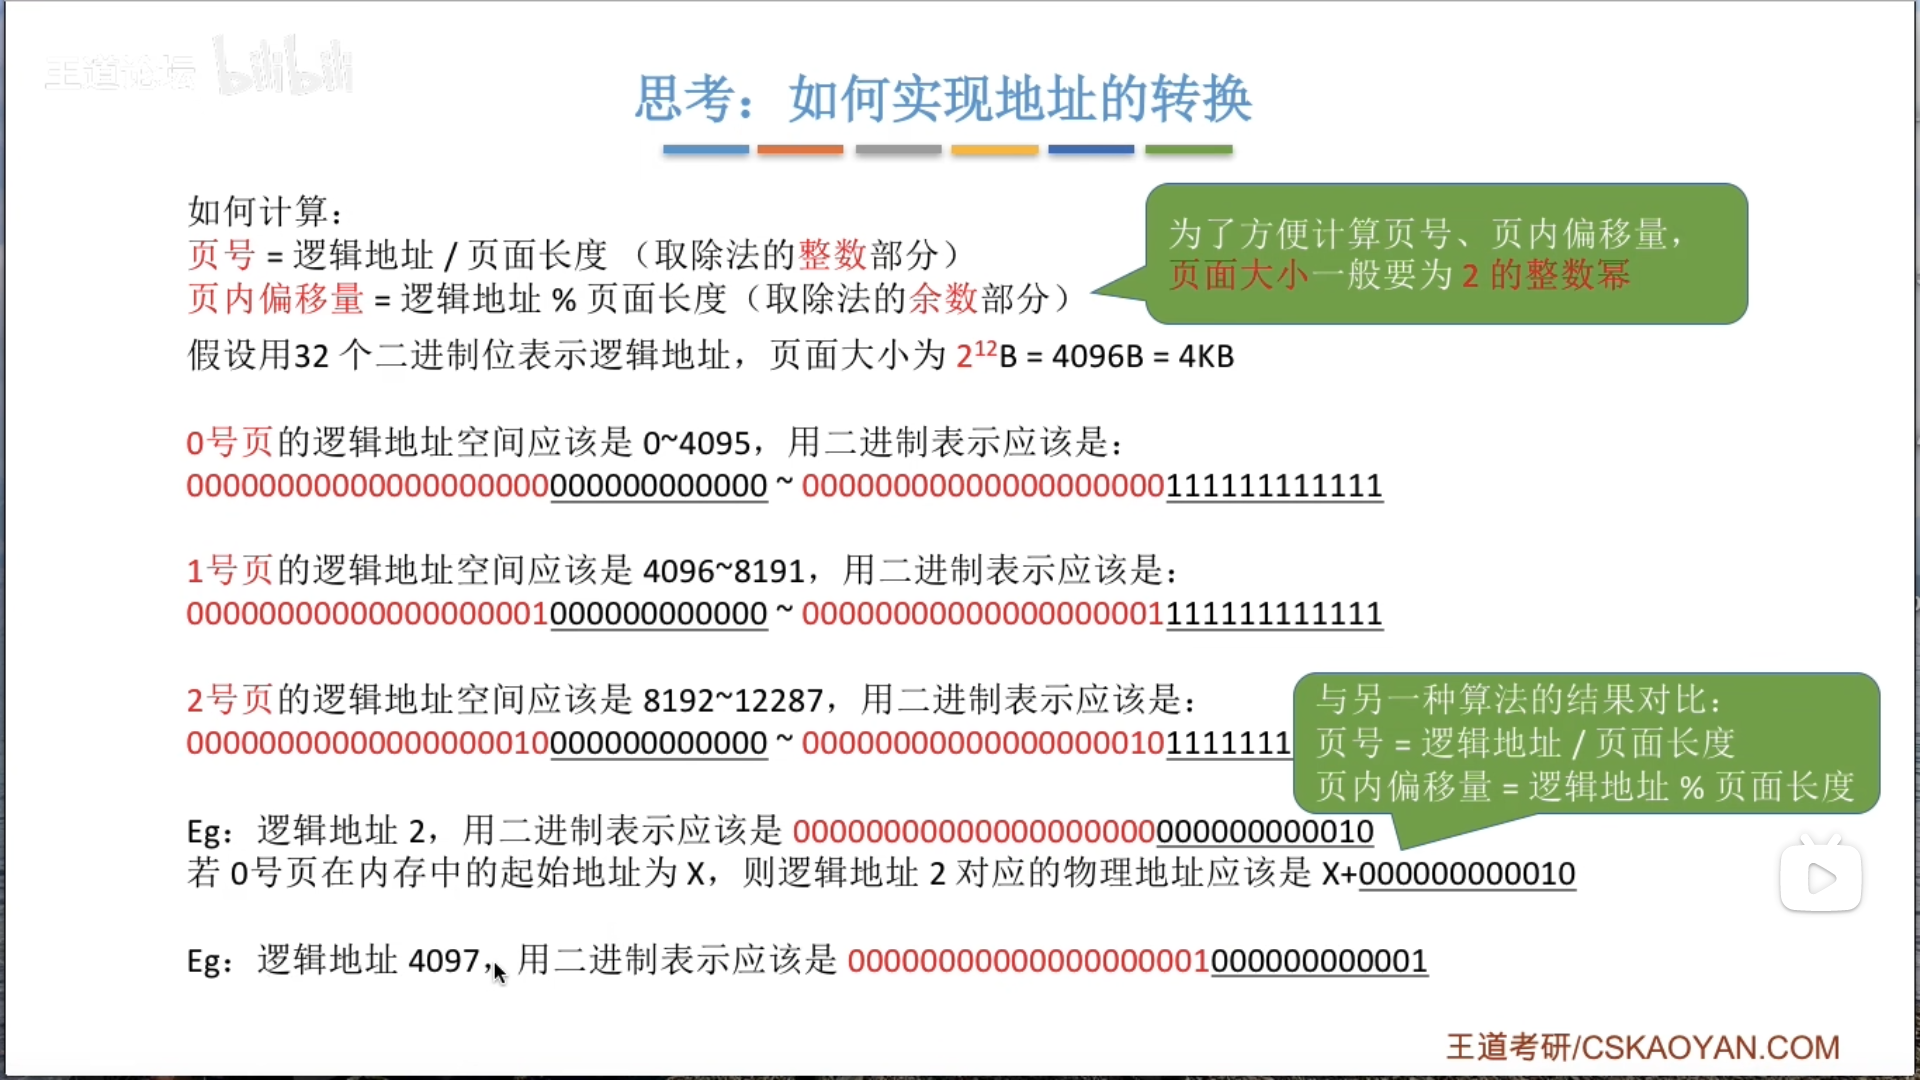 王道论坛 bilibili
思考：如何实现地址的转换
如何计算：
页号 = 逻辑地址 / 页面长度 （取除法的整数部分）
页内偏移量 = 逻辑地址 % 页面长度（取除法的余数部分）
为了方便计算页号、页内偏移量，
页面大小一般要为 2 的整数幂
假设用32 个二进制位表示逻辑地址，页面大小为 2¹²B = 4096B = 4KB
0号页的逻辑地址空间应该是 0~4095，用二进制表示应该是：
00000000000000000000000000000000 ~ 00000000000000000000111111111111
1号页的逻辑地址空间应该是 4096~8191，用二进制表示应该是：
00000000000000000001000000000000 ~ 00000000000000000001111111111111
2号页的逻辑地址空间应该是 8192~12287，用二进制表示应该是：
00000000000000000010000000000000 ~ 000000000000000000101111111
与另一种算法的结果对比：
页号 = 逻辑地址 / 页面长度
页内偏移量 = 逻辑地址 % 页面长度
Eg：逻辑地址 2，用二进制表示应该是 00000000000000000000000000000010
若 0号页在内存中的起始地址为 X，则逻辑地址 2 对应的物理地址应该是 X+000000000010
Eg：逻辑地址 4097，用二进制表示应该是 00000000000000000001000000000001
王道考研/CSKAOYAN.COM